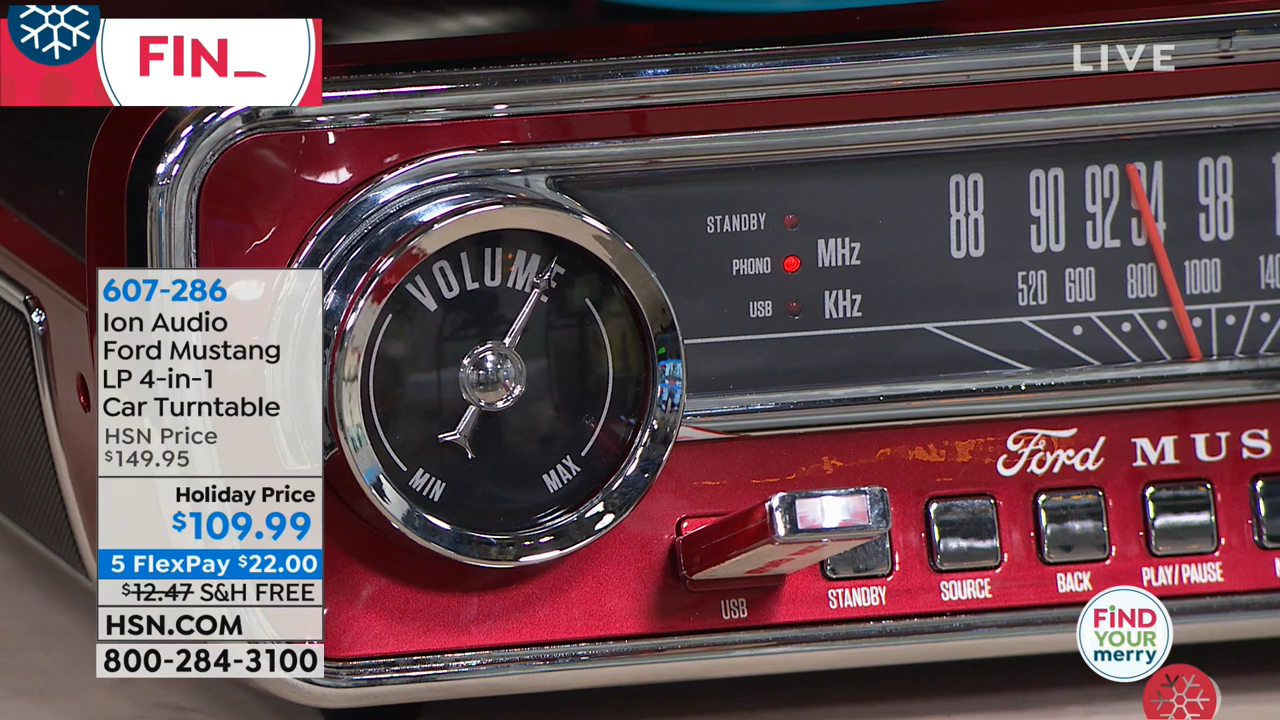 FIN_
LIVE
607-286
Ion Audio
Ford Mustang
LP 4-in-1
Car Turntable
HSN Price
$149.95
Holiday Price
$109.99
5 FlexPay $22.00
$12.47 S&H FREE
HSN.COM
800-284-3100
VOLUME
MIN
MAX
STANDBY
PHONO
USB
MHz
KHz
88 90 92 94 98
520 600 800 1000
Ford MUS
USB
STANDBY
SOURCE
BACK
PLAY/PAUSE
FiND
YOUR
merry